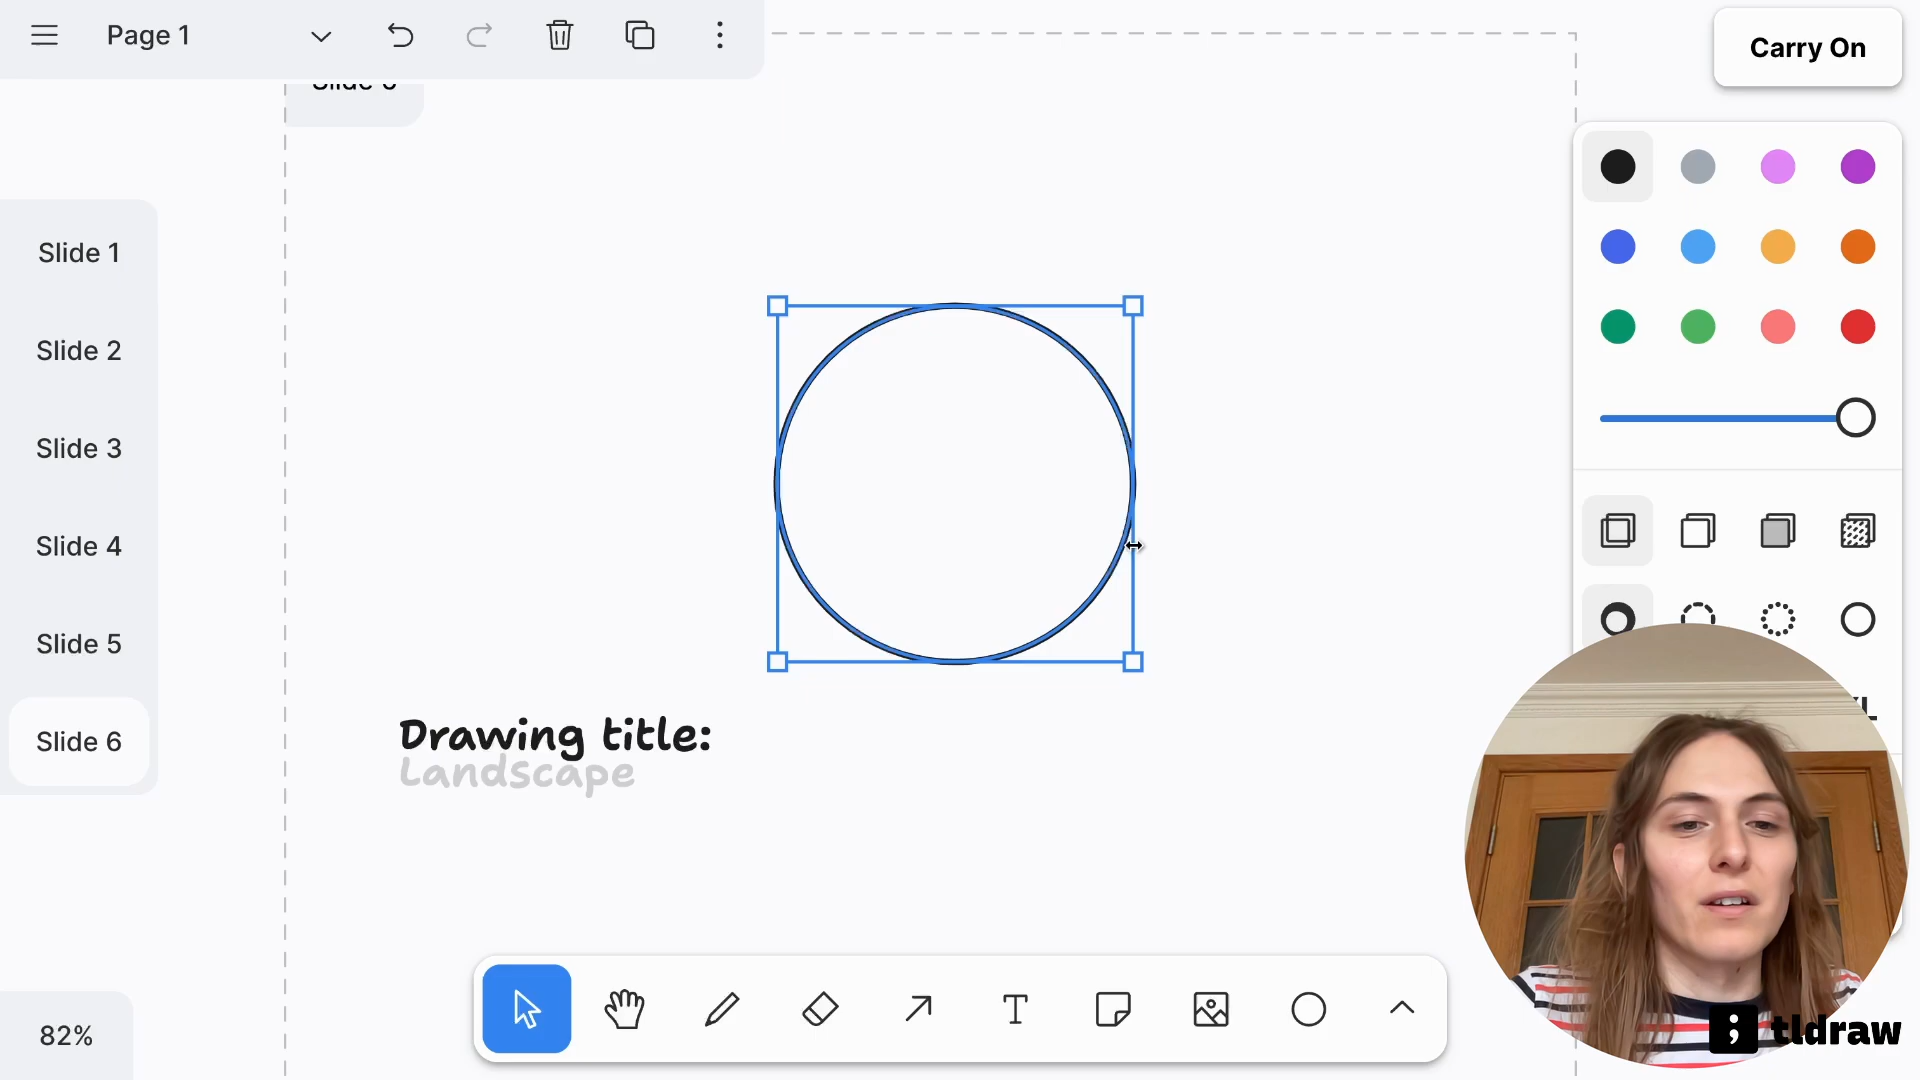 Page 1
Carry On
Slide 1
Slide 2
Slide 3
Slide 4
Slide 5
Slide 6
Drawing title:
Landscape
82%
tldraw